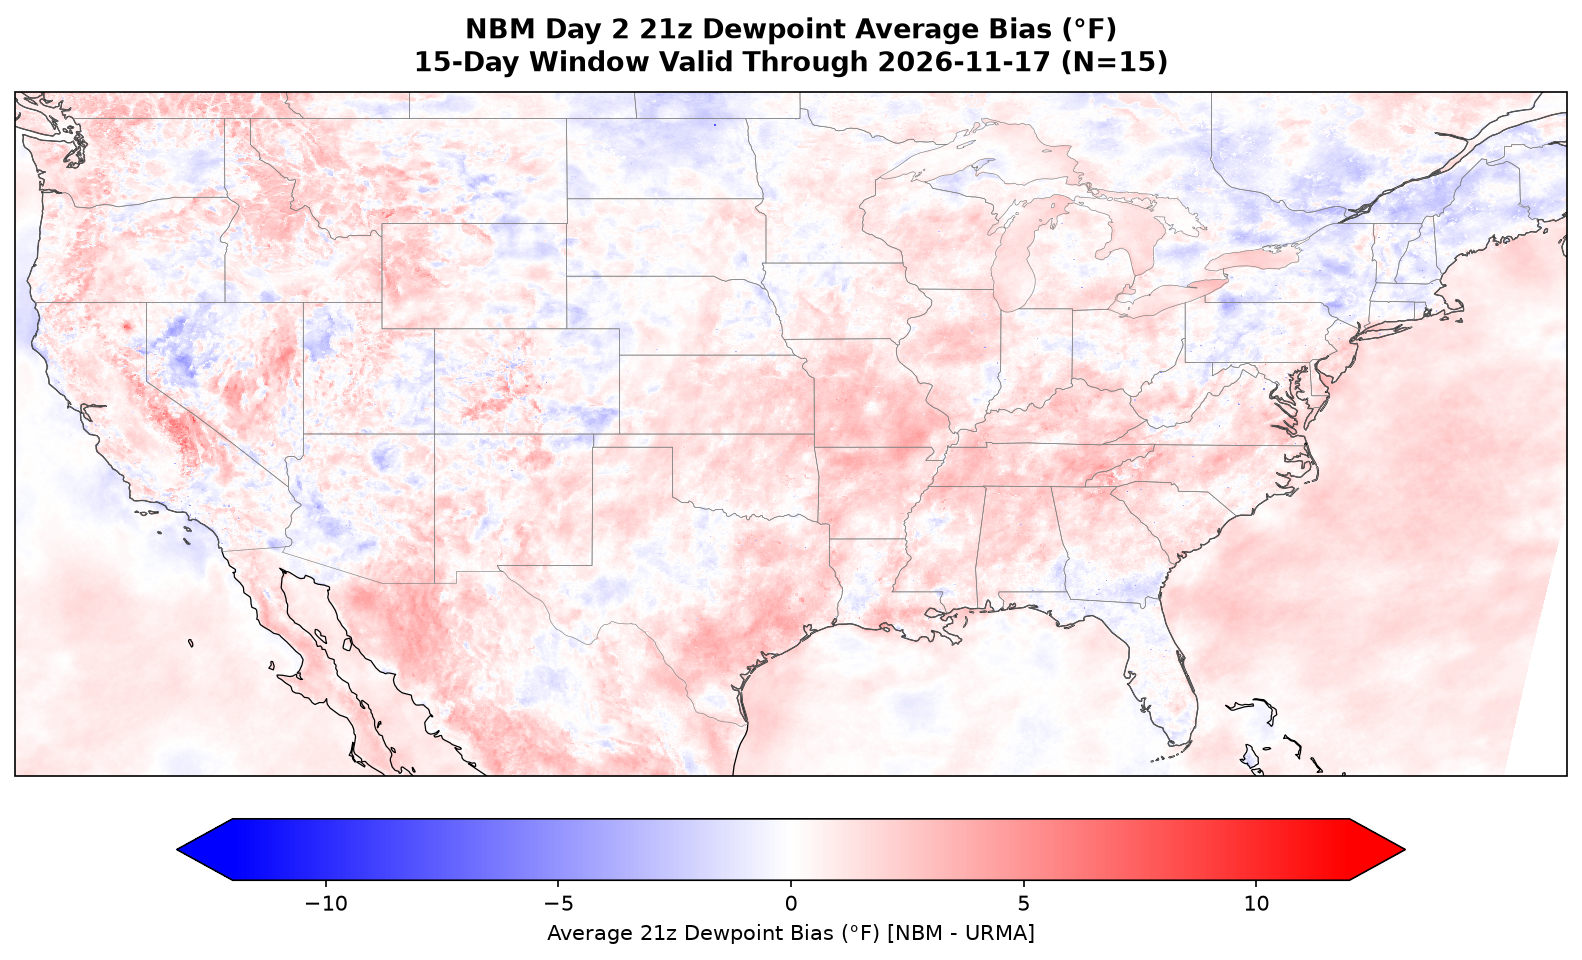 NBM Day 2 21z Dewpoint Average Bias (°F)
15-Day Window Valid Through 2026-11-17 (N=15)
−10 −5 0 5 10
Average 21z Dewpoint Bias (°F) [NBM - URMA]